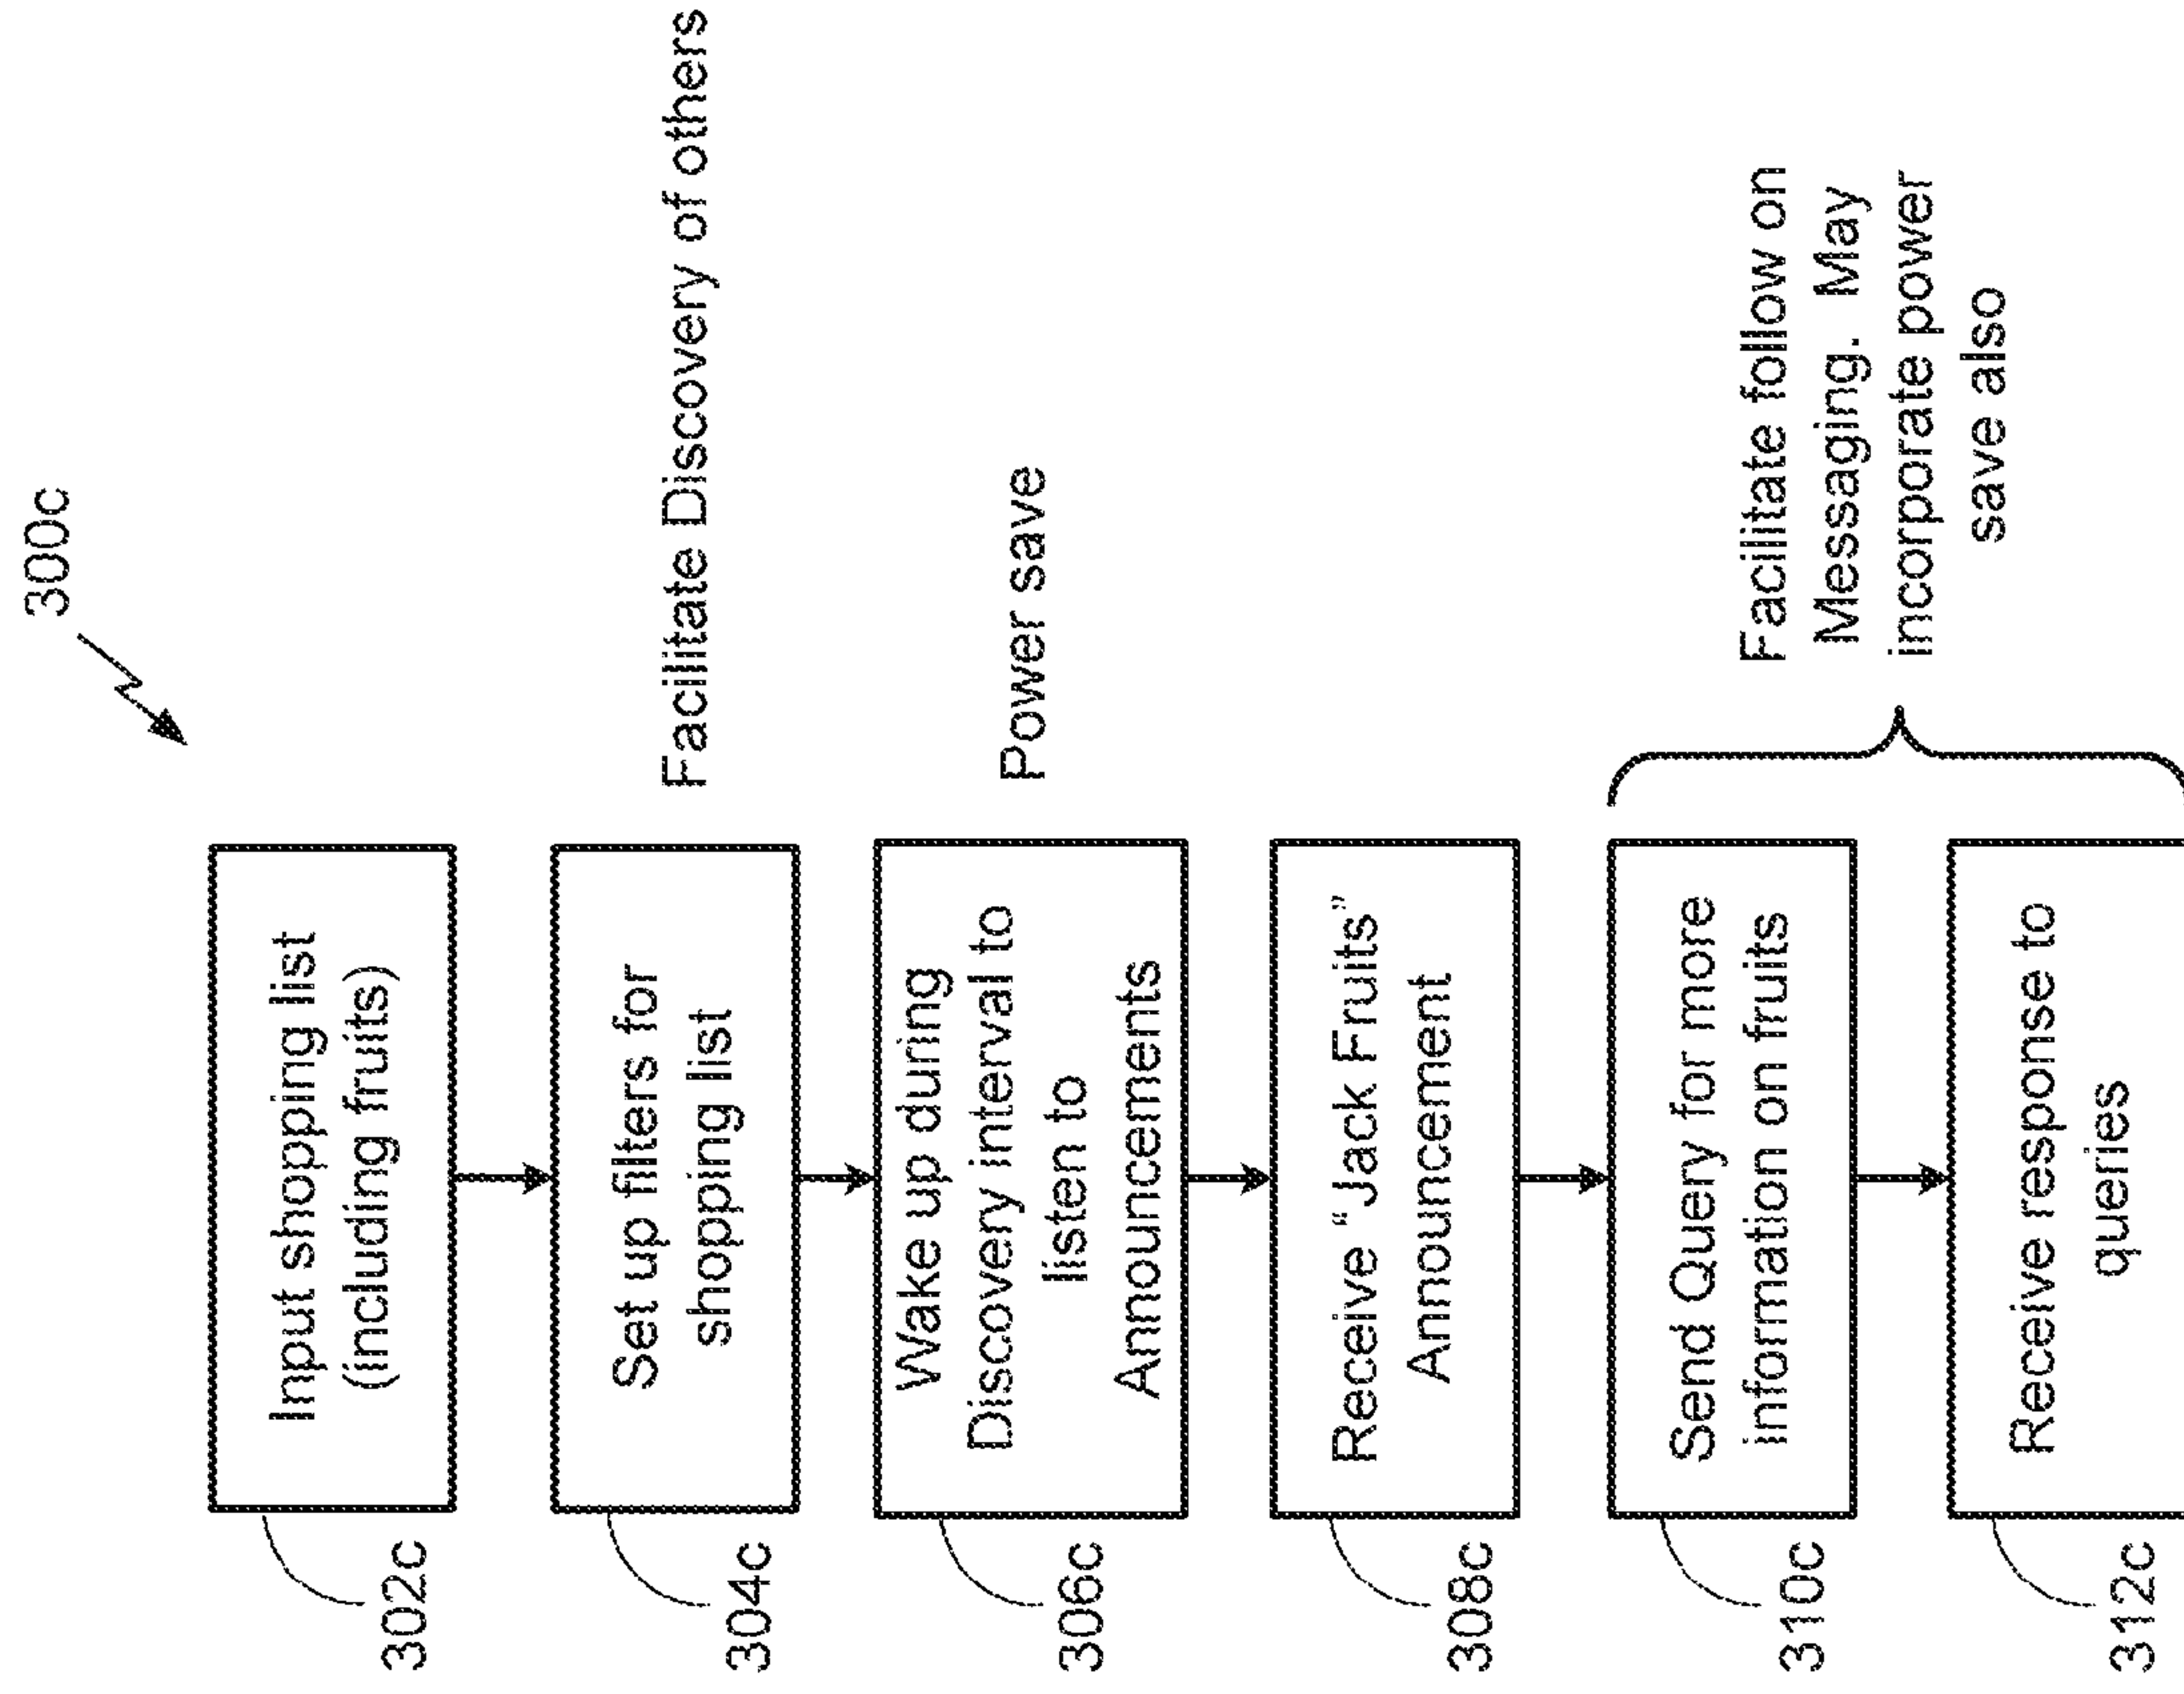 300c
Input shopping list
(including fruits)
302c
Set up filters for
shopping list
304c
Facilitate Discovery of others
Wake up during
Discovery interval to
listen to
Announcements
306c
Power save
Receive “Jack Fruits”
Announcement
308c
Send Query for more
information on fruits
310c
Receive response to
queries
312c
Facilitate follow on
Messaging. May
incorporate power
save also